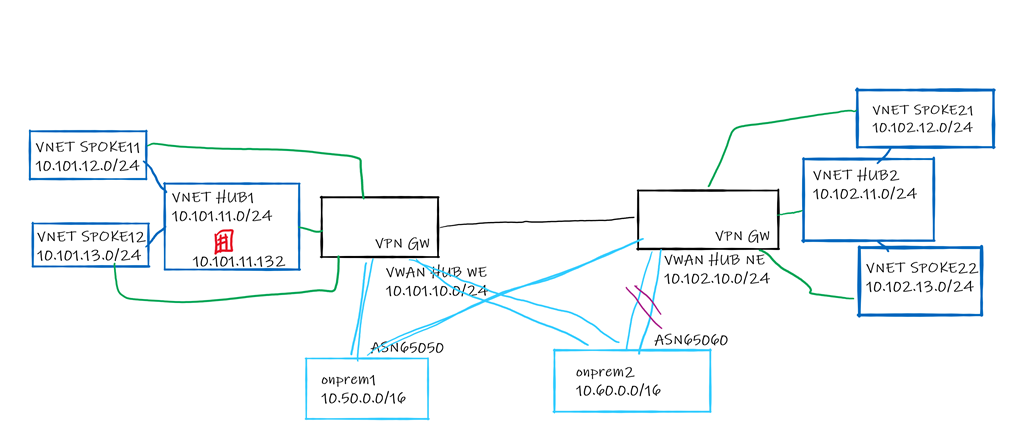 VNET SPOKE11
10.101.12.0/24
VNET SPOKE12
10.101.13.0/24
VNET HUB1
10.101.11.0/24
10.101.11.132
VPN GW
VWAN HUB WE
10.101.10.0/24
VPN GW
VWAN HUB NE
10.102.10.0/24
VNET SPOKE21
10.102.12.0/24
VNET HUB2
10.102.11.0/24
VNET SPOKE22
10.102.13.0/24
ASN65050
onprem1
10.50.0.0/16
ASN65060
onprem2
10.60.0.0/16